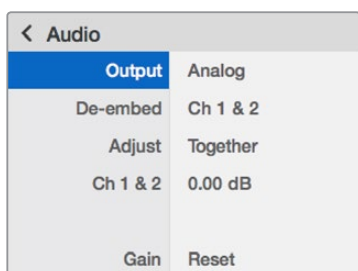 < Audio
Output Analog
De-embed Ch 1 & 2
Adjust Together
Ch 1 & 2 0.00 dB
Gain Reset